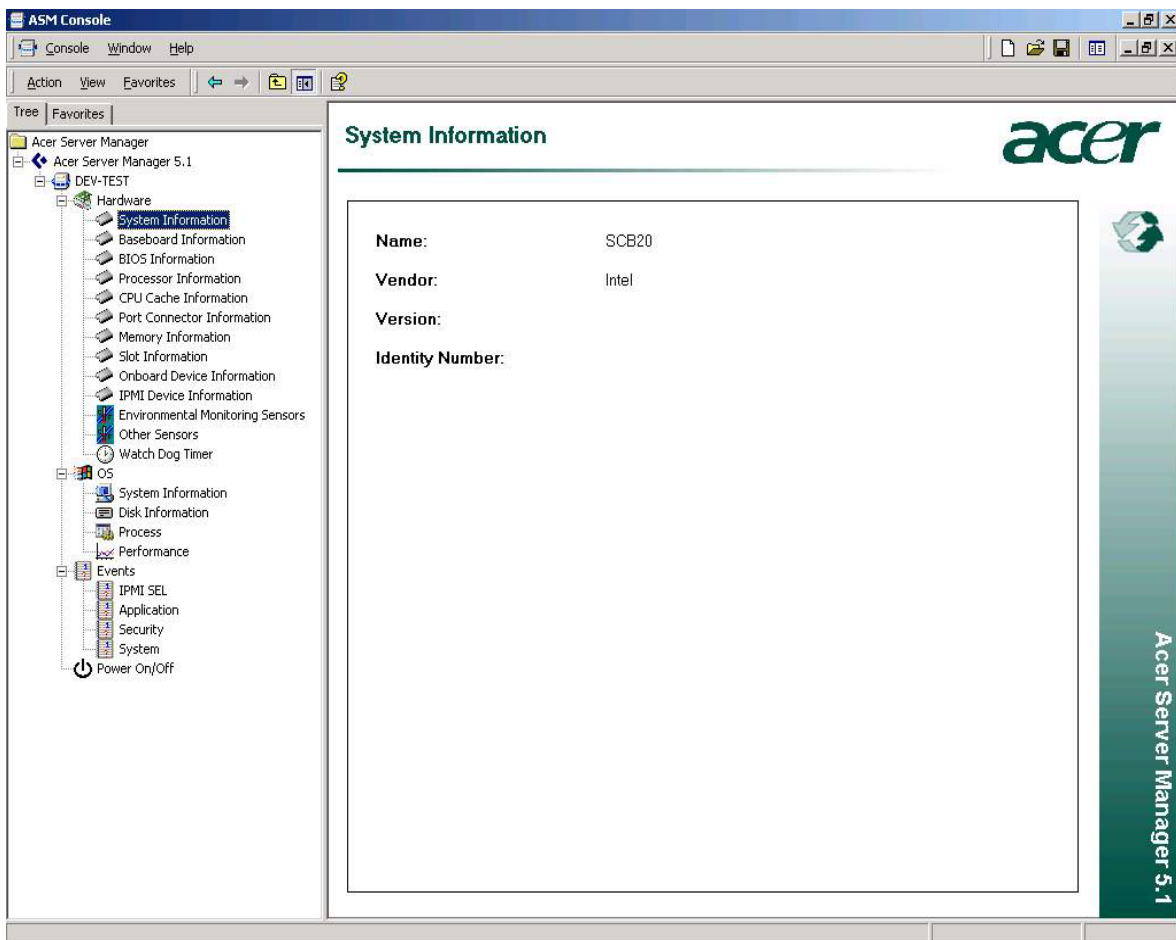 ASM Console
Console Window Help
Action View Favorites
Tree Favorites
Acer Server Manager
Acer Server Manager 5.1
DEV-TEST
Hardware
System Information
Baseboard Information
BIOS Information
Processor Information
CPU Cache Information
Port Connector Information
Memory Information
Slot Information
Onboard Device Information
IPMI Device Information
Environmental Monitoring Sensors
Other Sensors
Watch Dog Timer
OS
System Information
Disk Information
Process
Performance
Events
IPMI SEL
Application
Security
System
Power On/Off
System Information
acer
Name: SCB20
Vendor: Intel
Version:
Identity Number:
Acer Server Manager 5.1